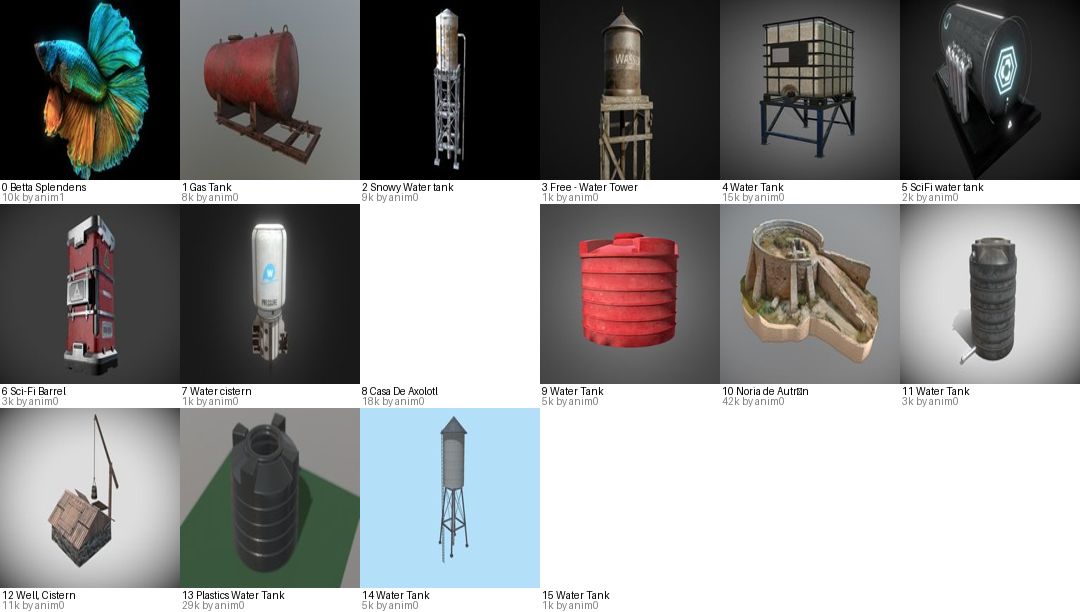 0 Betta Splendens
10k by anim1
1 Gas Tank
8k by anim0
2 Snowy Water tank
9k by anim0
3 Free - Water Tower
1k by anim0
4 Water Tank
15k by anim0
5 SciFi water tank
2k by anim0
W
PRESSURE
6 Sci-Fi Barrel
3k by anim0
7 Water cistern
1k by anim0
8 Casa De Axolotl
18k by anim0
9 Water Tank
5k by anim0
10 Noria de Autr□n
42k by anim0
11 Water Tank
3k by anim0
12 Well, Cistern
11k by anim0
13 Plastics Water Tank
29k by anim0
14 Water Tank
5k by anim0
15 Water Tank
1k by anim0